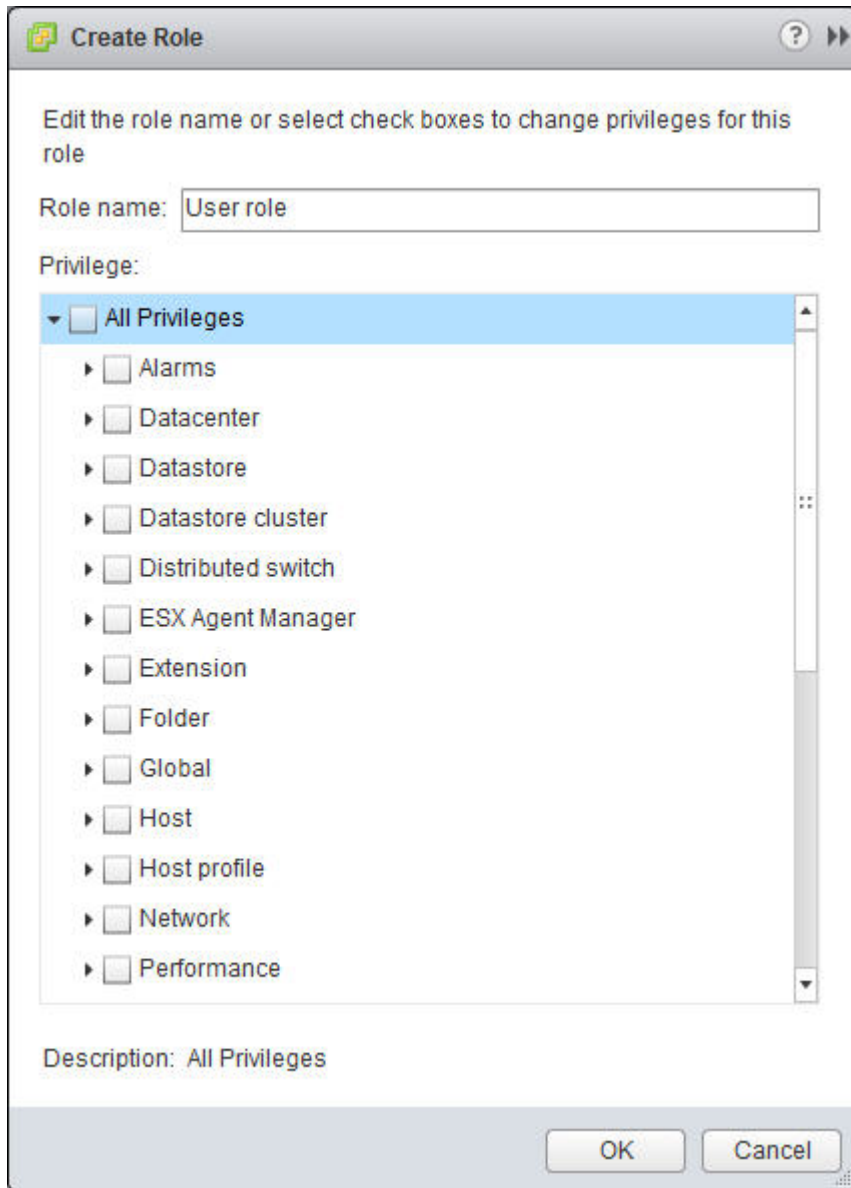 Create Role
?
Edit the role name or select check boxes to change privileges for this
role
Role name: User role
Privilege:
All Privileges
Alarms
Datacenter
Datastore
Datastore cluster
Distributed switch
ESX Agent Manager
Extension
Folder
Global
Host
Host profile
Network
Performance
Description: All Privileges
OK Cancel